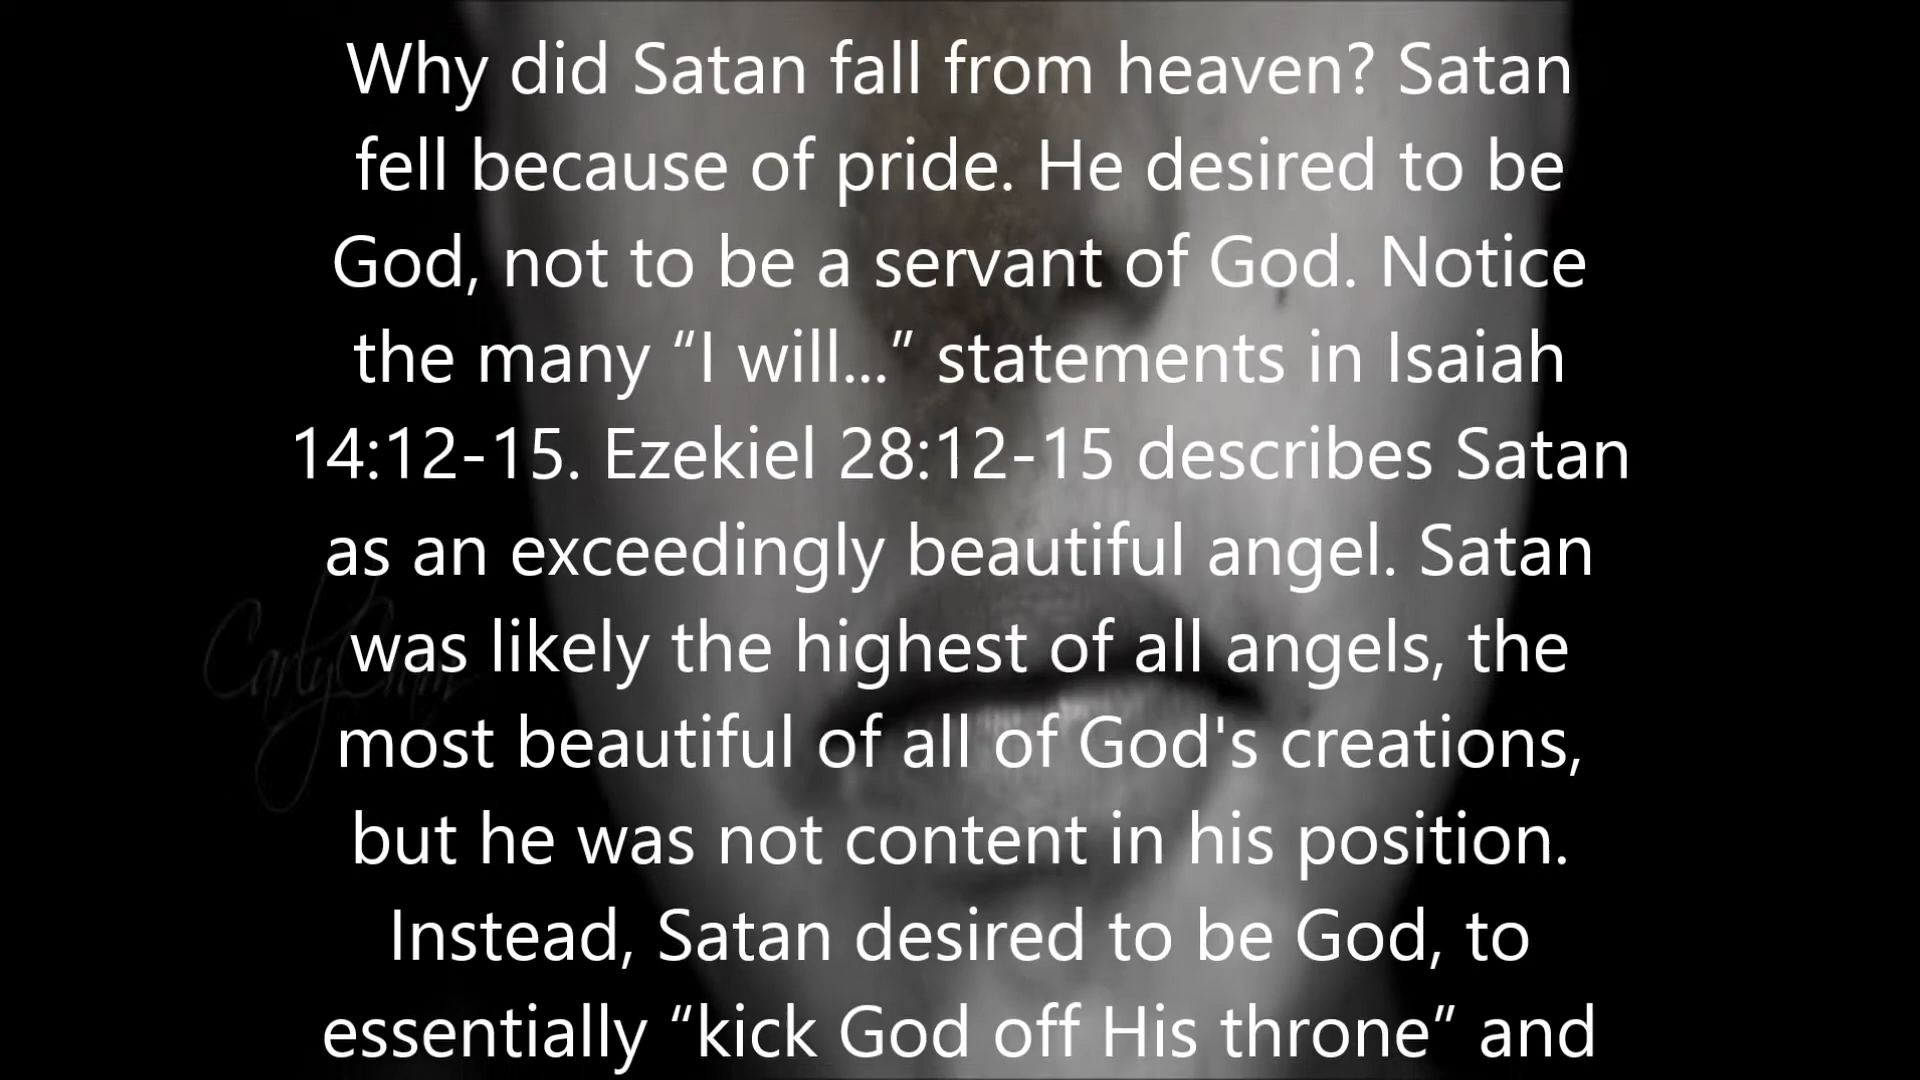 Why did Satan fall from heaven? Satan
fell because of pride. He desired to be
God, not to be a servant of God. Notice
the many “I will...” statements in Isaiah
14:12-15. Ezekiel 28:12-15 describes Satan
as an exceedingly beautiful angel. Satan
was likely the highest of all angels, the
most beautiful of all of God's creations,
but he was not content in his position.
Instead, Satan desired to be God, to
essentially “kick God off His throne” and